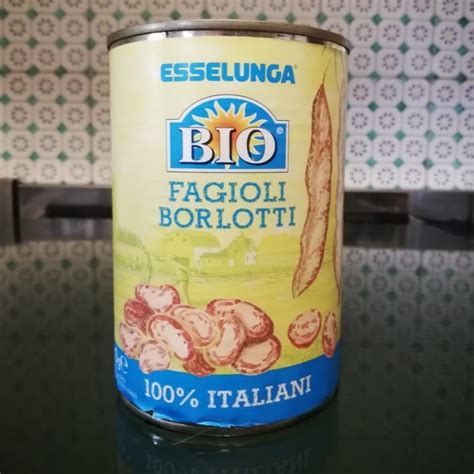 ESSELUNGA®
BIO®
FAGIOLI
BORLOTTI
100% ITALIANI